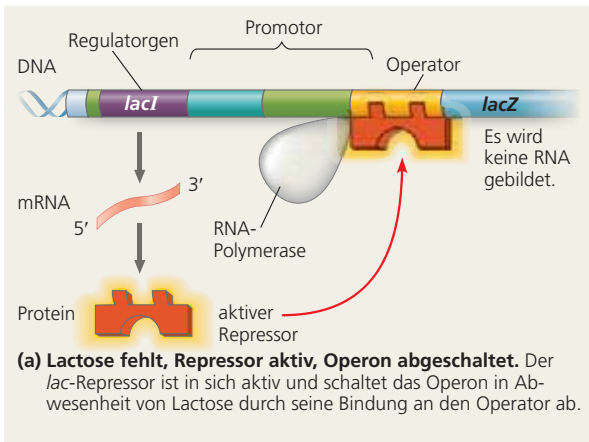 Promotor
Regulatorgen
DNA
Operator
lacI
lacZ
Es wird
keine RNA
gebildet.
3′
mRNA
5′
RNA-
Polymerase
Protein
aktiver
Repressor
(a) Lactose fehlt, Repressor aktiv, Operon abgeschaltet. Der
lac-Repressor ist in sich aktiv und schaltet das Operon in Ab-
wesenheit von Lactose durch seine Bindung an den Operator ab.